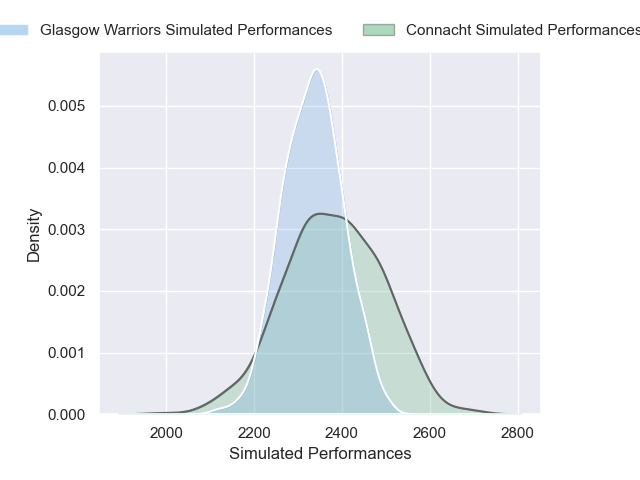 Glasgow Warriors Simulated Performances
Connacht Simulated Performances
0.005
0.004
0.003
0.002
0.001
0.000
Density
2000
2200
2400
2600
2800
Simulated Performances